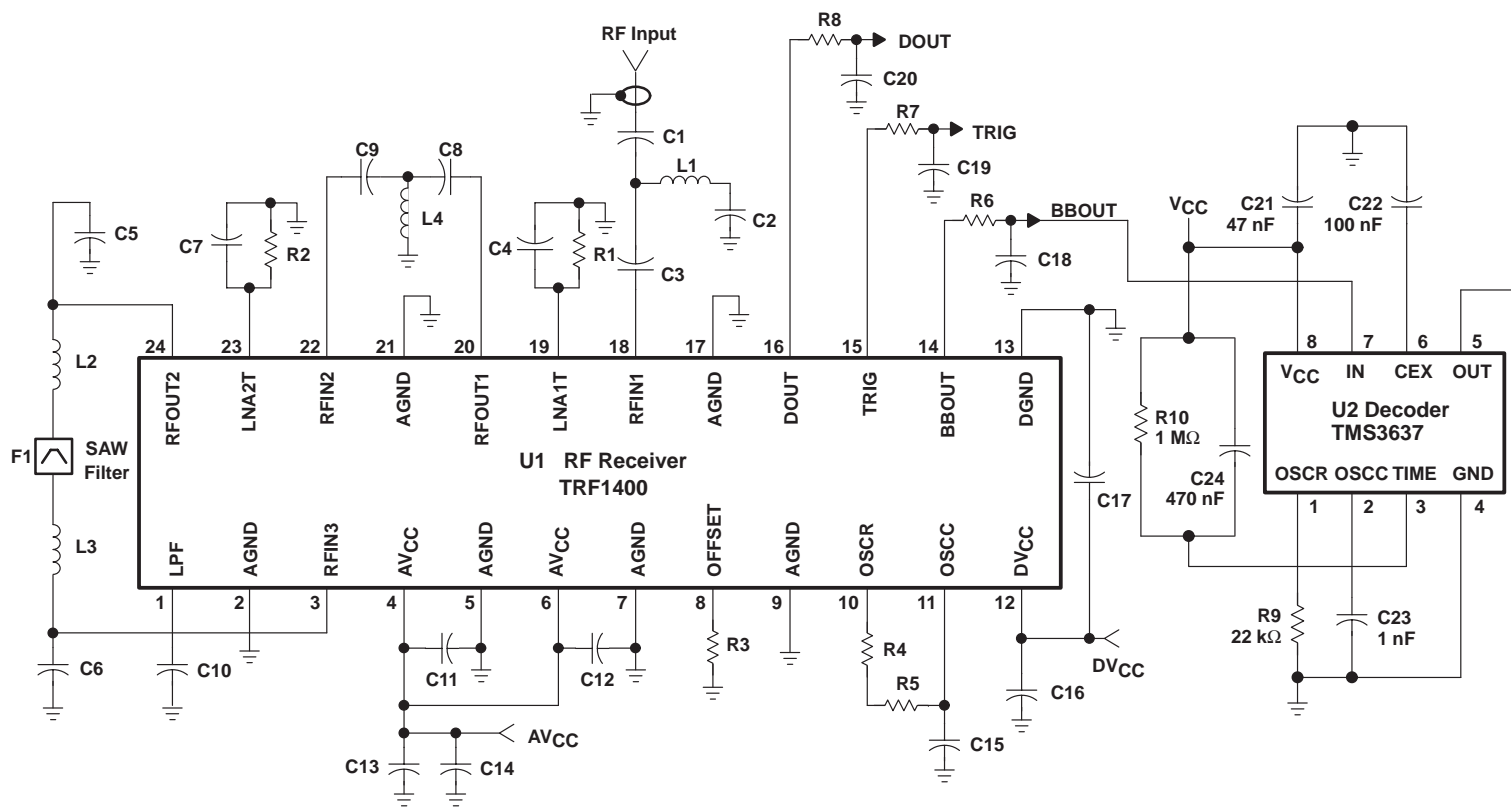 R8
RF Input
DOUT
C20
R7
C1
TRIG
C9
C8
C19
L1
R6
BBOUT
VCC
C21
47 nF
C22
100 nF
C5
C7
R2
L4
C4
R1
C2
C3
C18
24
23
22
21
20
19
18
17
16
15
14
13
8
7
6
5
L2
RFOUT2
LNA2T
RFIN2
AGND
RFOUT1
LNA1T
RFIN1
AGND
DOUT
TRIG
BBOUT
DGND
VCC
IN
CEX
OUT
R10
1 MΩ
U2 Decoder
TMS3637
F1
SAW
Filter
U1 RF Receiver
TRF1400
C24
470 nF
OSCR
OSCC
TIME
GND
C17
1
2
3
4
L3
LPF
AGND
RFIN3
AVCC
AGND
AVCC
AGND
OFFSET
AGND
OSCR
OSCC
DVCC
1
2
3
4
5
6
7
8
9
10
11
12
R9
22 kΩ
C23
1 nF
C6
C10
C11
C12
R3
R4
R5
DVCC
C16
AVCC
C13
C14
C15